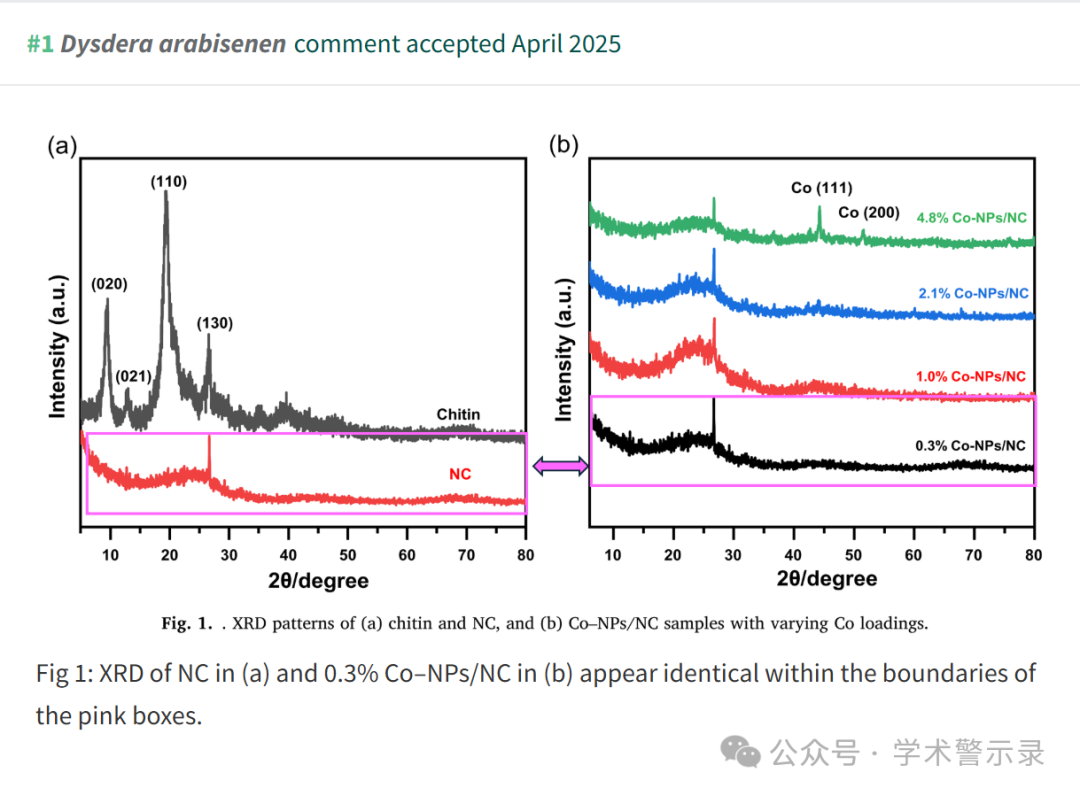 #1 Dysdera arabisenen comment accepted April 2025
(a)
(110)
(020)
(130)
(021)
Chitin
NC
Intensity (a.u.)
10 20 30 40 50 60 70 80
2θ/degree
(b)
Co (111)
Co (200)
4.8% Co-NPs/NC
2.1% Co-NPs/NC
1.0% Co-NPs/NC
0.3% Co-NPs/NC
Intensity (a.u.)
10 20 30 40 50 60 70 80
2θ/degree
Fig. 1. . XRD patterns of (a) chitin and NC, and (b) Co–NPs/NC samples with varying Co loadings.
Fig 1: XRD of NC in (a) and 0.3% Co–NPs/NC in (b) appear identical within the boundaries of
the pink boxes.
公众号 · 学术警示录